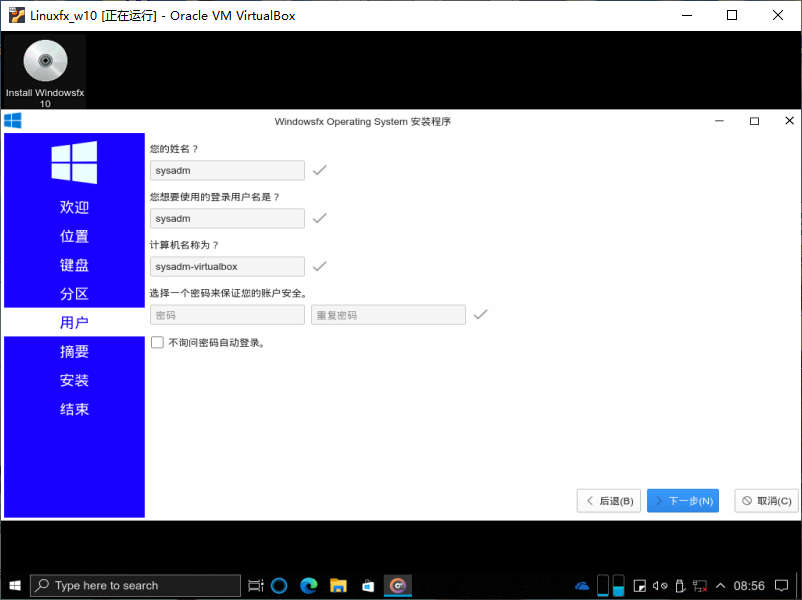 Linuxfx_w10 [正在运行] - Oracle VM VirtualBox
Install Windowsfx
10
Windowsfx Operating System 安装程序
欢迎
位置
键盘
分区
用户
摘要
安装
结束
您的姓名？
sysadm
您想要使用的登录用户名是？
sysadm
计算机名称为？
sysadm-virtualbox
选择一个密码来保证您的账户安全。
密码 重复密码
不询问密码自动登录。
后退(B) 下一步(N) 取消(C)
Type here to search 08:56